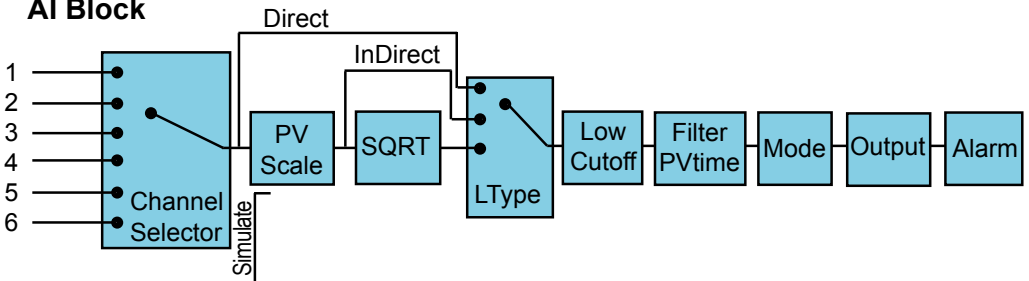 AI Block
Direct
InDirect
1
2
3
4
5
6
Channel
Selector
Simulate
PV
Scale
SQRT
LType
Low
Cutoff
Filter
PVtime
Mode
Output
Alarm